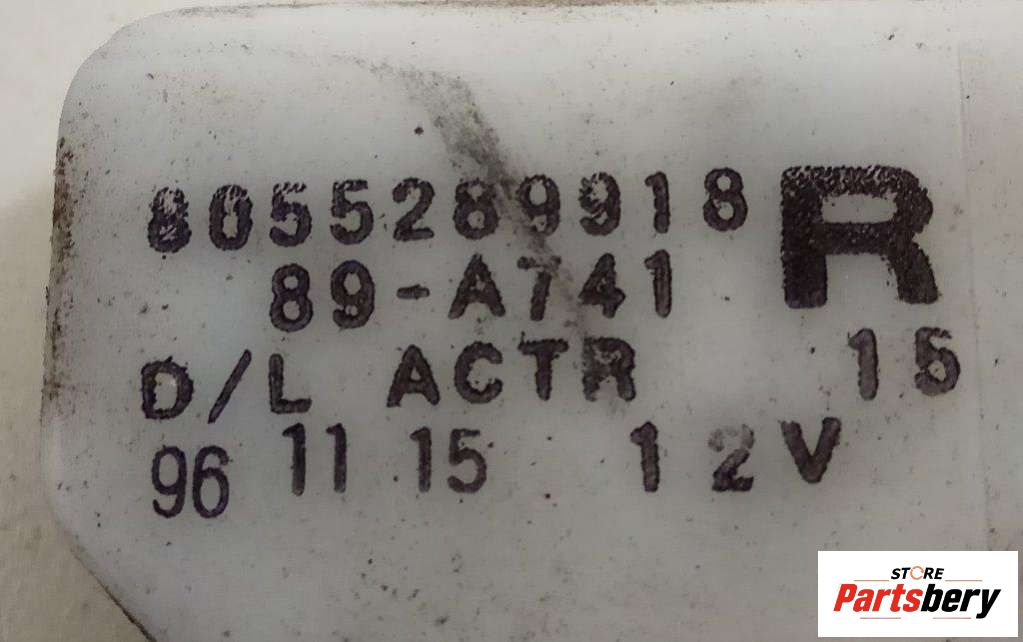 8055289918 R
89-A741
D/L ACTR 15
96 11 15 12V
STORE
Partsbery